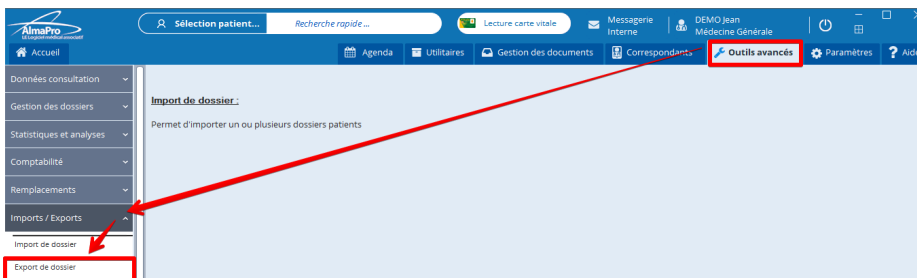 AlmaPro
LE Logiciel médical associatif
Sélection patient...
Recherche rapide ...
Lecture carte vitale
Messagerie
Interne
DEMO Jean
Médecine Générale
Accueil
Agenda
Utilitaires
Gestion des documents
Correspondants
Outils avancés
Paramètres
? Aide
Données consultation
Gestion des dossiers
Statistiques et analyses
Comptabilité
Remplacements
Imports / Exports
Import de dossier
Export de dossier
Import de dossier :
Permet d'importer un ou plusieurs dossiers patients